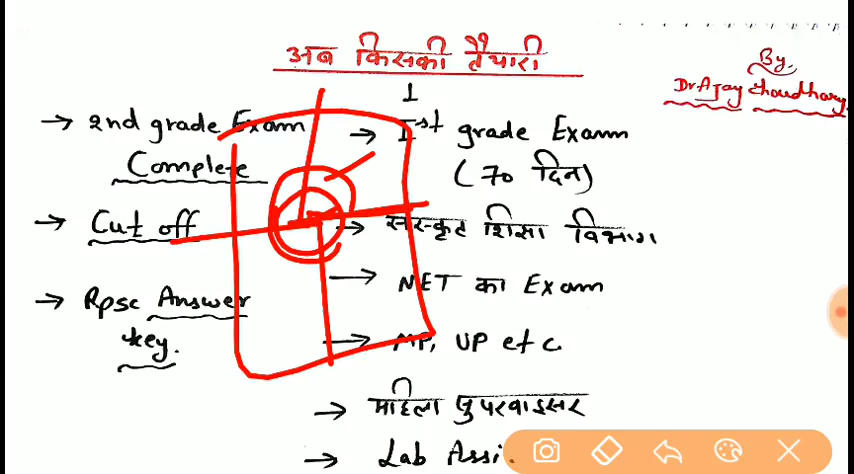 अब किसकी तैयारी
By,
Dr Ajay Choudhary.
→ 2nd grade Exam
Complete
→ Cut off
→ Rpsc Answer
key.
I
→ Ist grade Exam
(70 दिन)
→ संस्कृत शिक्षा विभाग
→ NET का Exam
→ MP, UP etc
→ महिला सुपरवाइसर
→ Lab Assi.